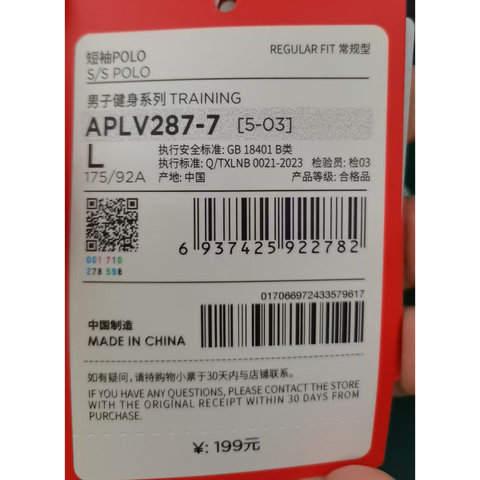 短袖POLO
S/S POLO
REGULAR FIT 常规型
男子健身系列 TRAINING
APLV287-7 [5-03]
L
175/92A
执行安全标准: GB 18401 B类
执行标准: Q/TXLNB 0021-2023 检验员: 检03
产地: 中国
产品等级: 合格品
001 710
278 598
6 937425 922782
017066972433579617
中国制造
MADE IN CHINA
如有疑问, 请持购物小票于30天内与店铺联系。
IF YOU HAVE ANY QUESTIONS, PLEASE CONTACT THE STORE
WITH THE ORIGINAL RECEIPT WITHIN 30 DAYS FROM
PURCHASE.
¥: 199元